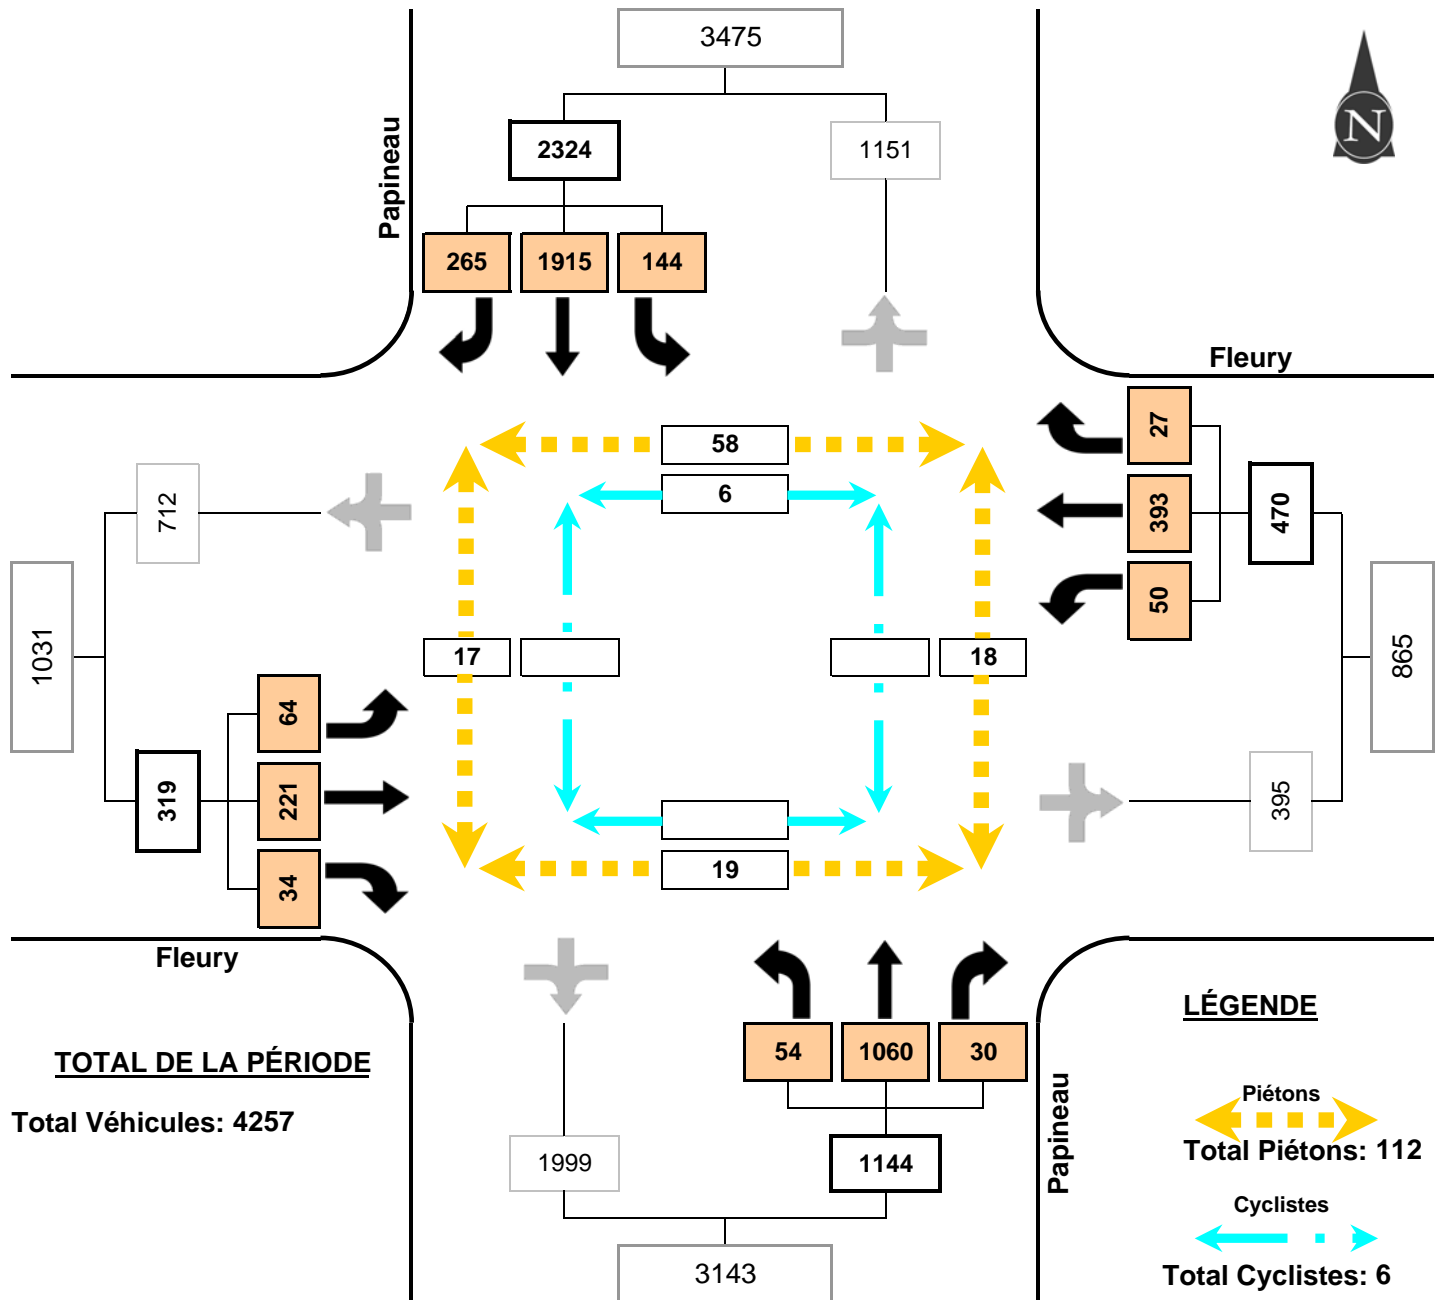 3475
N
Papineau
2324
1151
265 1915 144
Fleury
27
58
6
712
393
470
50
1031
17
18
865
64
319
221
395
34
19
Fleury
LÉGENDE
TOTAL DE LA PÉRIODE
54 1060 30
Papineau
Piétons
Total Véhicules: 4257
Total Piétons: 112
1999
1144
Cyclistes
3143
Total Cyclistes: 6